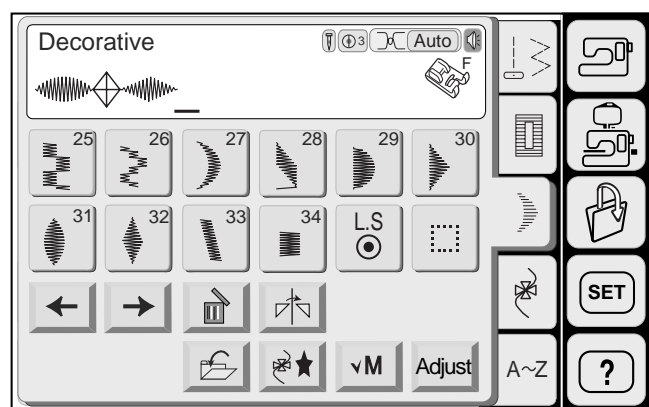 Decorative 3 Auto
F
25 26 27 28 29 30
31 32 33 34 L.S
SET
√M Adjust A~Z ?